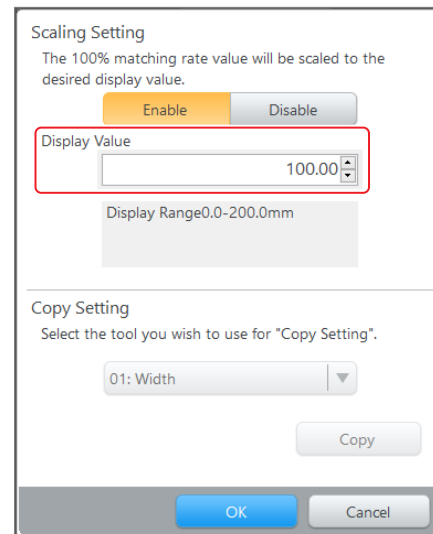 Scaling Setting
The 100% matching rate value will be scaled to the
desired display value.
Enable Disable
Display Value
100.00
Display Range0.0-200.0mm
Copy Setting
Select the tool you wish to use for "Copy Setting".
01: Width
Copy
OK Cancel